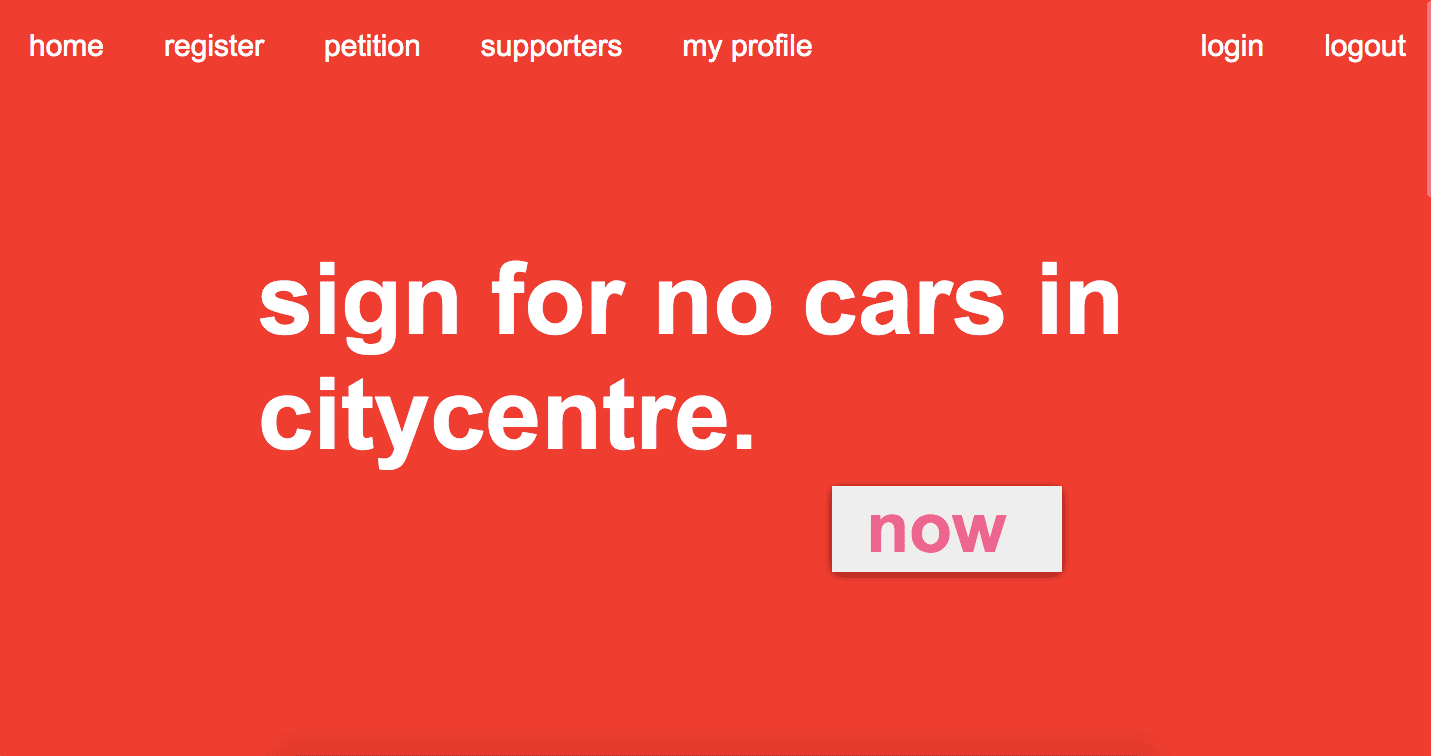 home register petition supporters my profile login logout
sign for no cars in
citycentre.
now